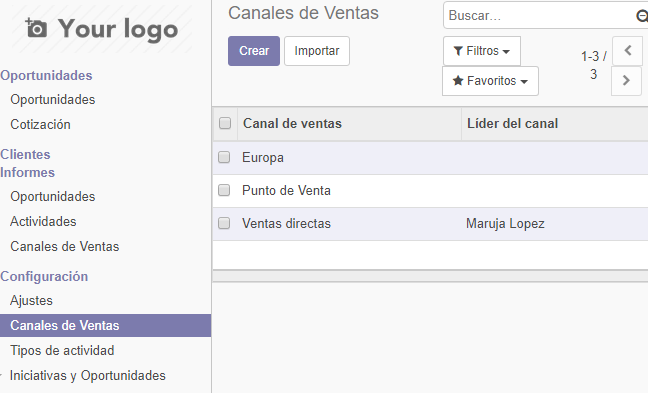 Your logo
Oportunidades
Oportunidades
Cotización
Clientes
Informes
Oportunidades
Actividades
Canales de Ventas
Configuración
Ajustes
Canales de Ventas
Tipos de actividad
Iniciativas y Oportunidades
Canales de Ventas
Buscar...
Crear
Importar
Filtros
Favoritos
1-3 /
3
Canal de ventas
Líder del canal
Europa
Punto de Venta
Ventas directas
Maruja Lopez